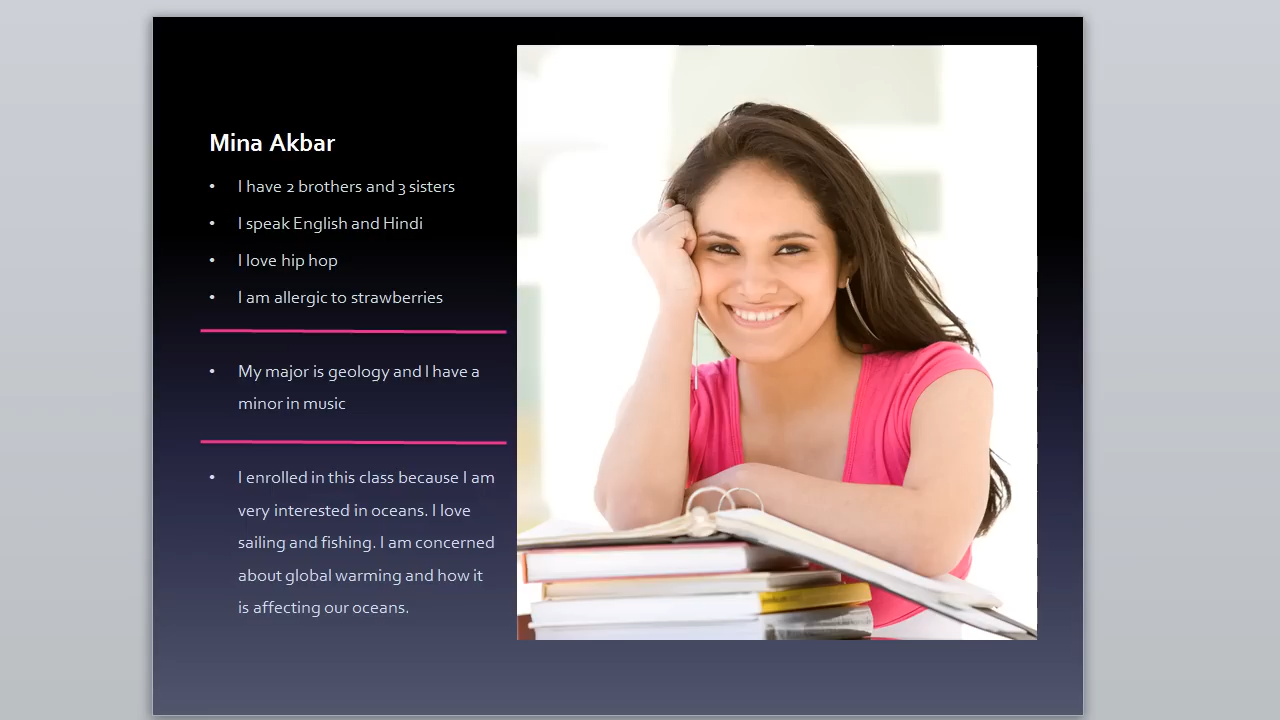 Mina Akbar
• I have 2 brothers and 3 sisters
• I speak English and Hindi
• I love hip hop
• I am allergic to strawberries
• My major is geology and I have a
minor in music
• I enrolled in this class because I am
very interested in oceans. I love
sailing and fishing. I am concerned
about global warming and how it
is affecting our oceans.